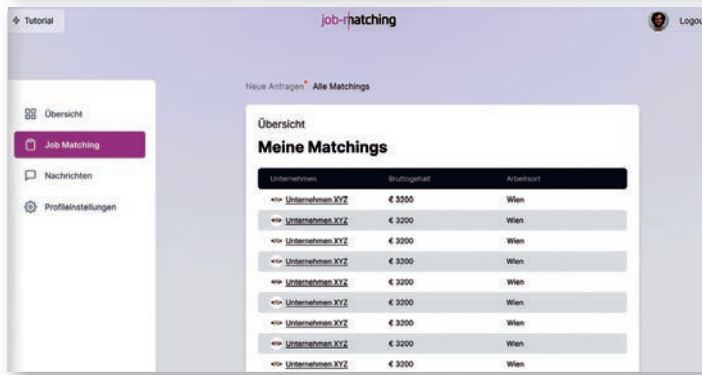 Tutorial
job-matching
Logou
Neue Anfragen Alle Matchings
Übersicht
Job Matching
Nachrichten
Profileinstellungen
Übersicht
Meine Matchings
Unternehmen Bruttogehalt Arbeitsort
Unternehmen XYZ € 3200 Wien
Unternehmen XYZ € 3200 Wien
Unternehmen XYZ € 3200 Wien
Unternehmen XYZ € 3200 Wien
Unternehmen XYZ € 3200 Wien
Unternehmen XYZ € 3200 Wien
Unternehmen XYZ € 3200 Wien
Unternehmen XYZ € 3200 Wien
Unternehmen XYZ € 3200 Wien